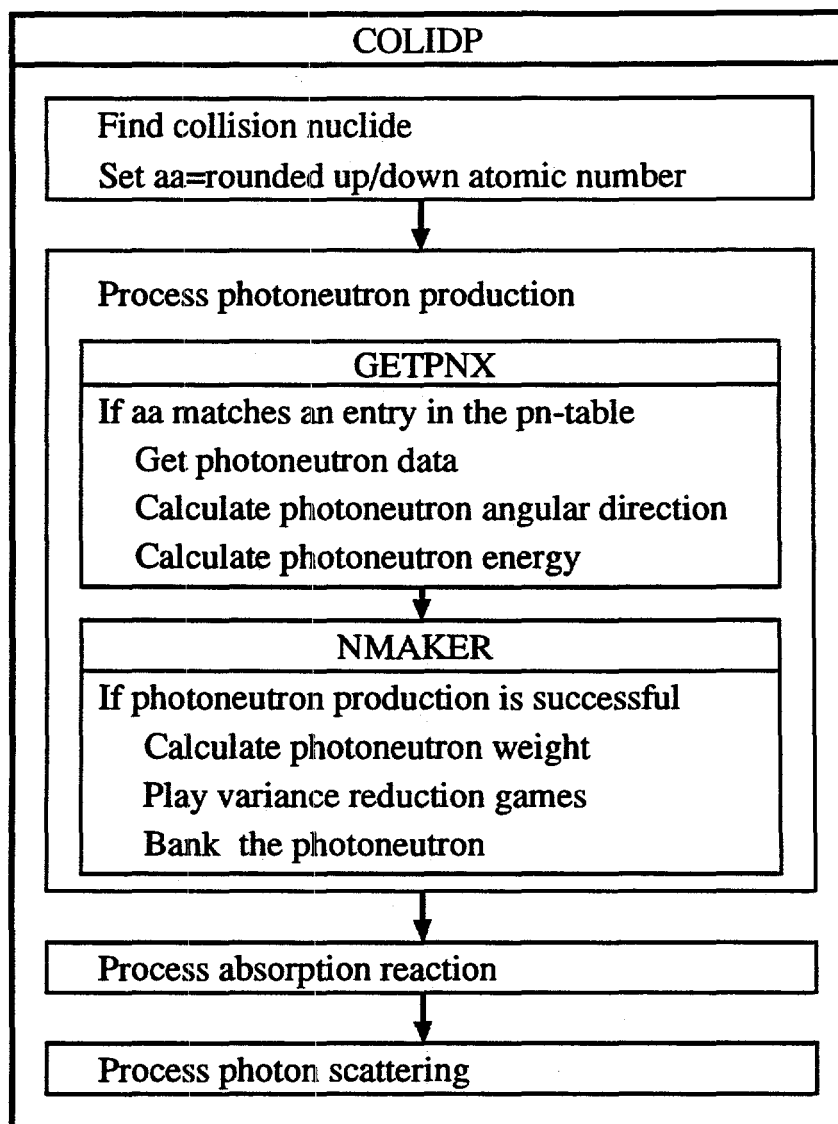 COLIDP
Find collision nuclide
Set aa=rounded up/down atomic number
Process photoneutron production
GETPNX
If aa matches an entry in the pn-table
Get photoneutron data
Calculate photoneutron angular direction
Calculate photoneutron energy
NMAKER
If photoneutron production is successful
Calculate photoneutron weight
Play variance reduction games
Bank the photoneutron
Process absorption reaction
Process photon scattering